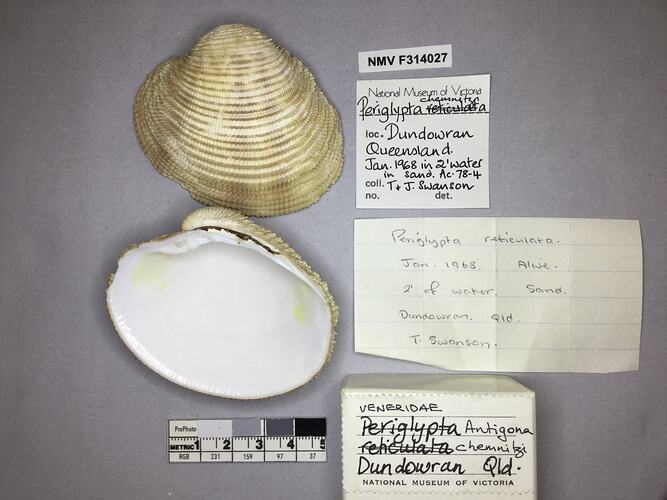 NMV F314027
National Museum of Victoria
chemnitzi
Periglypta reticulata
loc. Dundowran
Queensland.
Jan. 1968 in 2' water
in sand. Ac. 78-4
coll. T + J. Swanson
no. det.
Periglypta reticulata.
Jan. 1968. Alive.
2' of water. Sand.
Dundowran. Qld.
T. Swanson.
VENERIDAE
Periglypta Antigona
reticulata chemnitzi
Dundowran Qld.
NATIONAL MUSEUM OF VICTORIA
ProPhoto
METRIC 1 2 3 4 5
RGB 231 159 97 37